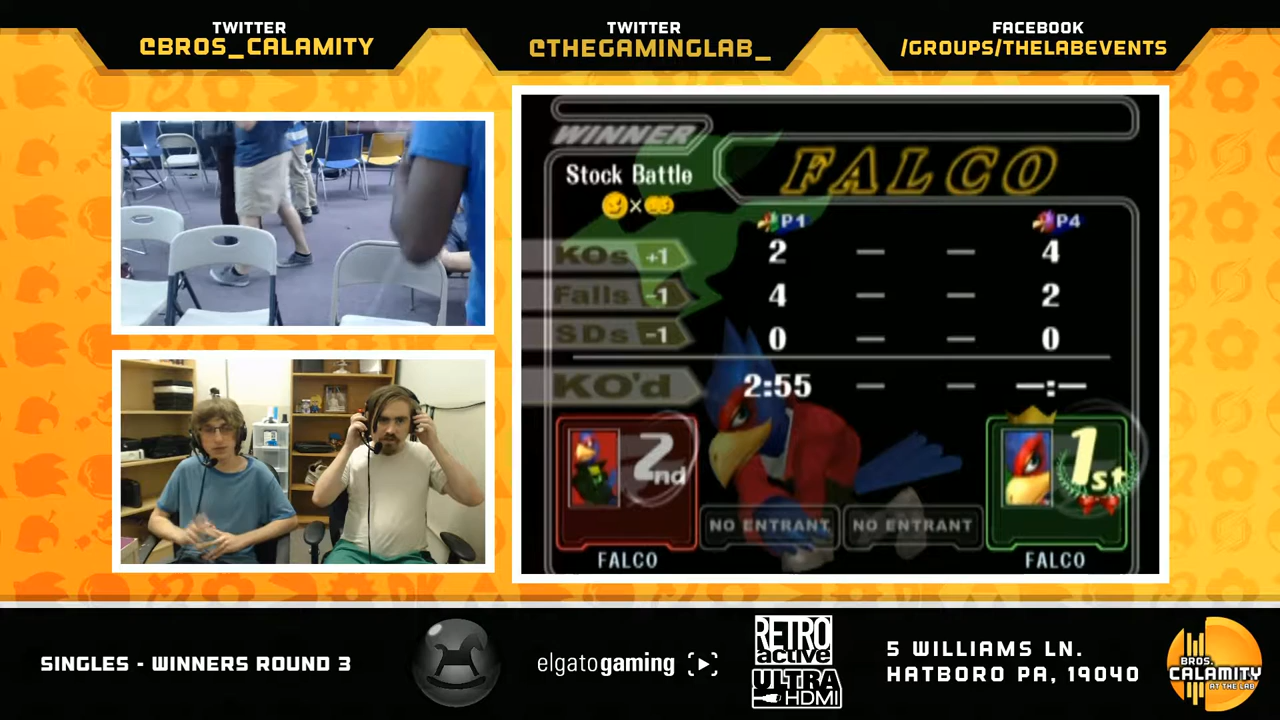 TWITTER
@BROS_CALAMITY
TWITTER
@THEGAMINGLAB_
FACEBOOK
/GROUPS/THELABEVENTS
WINNER
FALCO
Stock Battle
P1
P4
KOs +1
2
4
Falls -1
4
2
SDs -1
0
0
KO'd
2:55
2nd
1st
NO ENTRANT
NO ENTRANT
FALCO
FALCO
SINGLES - WINNERS ROUND 3
elgatogaming
RETRO
active
ULTRA
HDMI
5 WILLIAMS LN.
HATBORO PA, 19040
BROS.
CALAMITY
AT THE LAB